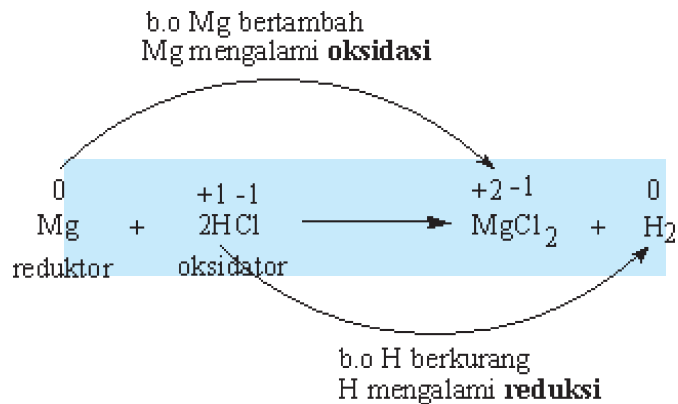 b.o Mg bertambah
Mg mengalami oksidasi
0 +1 -1 +2 -1 0
Mg + 2HCl MgCl2 + H2
reduktor oksidator
b.o H berkurang
H mengalami reduksi